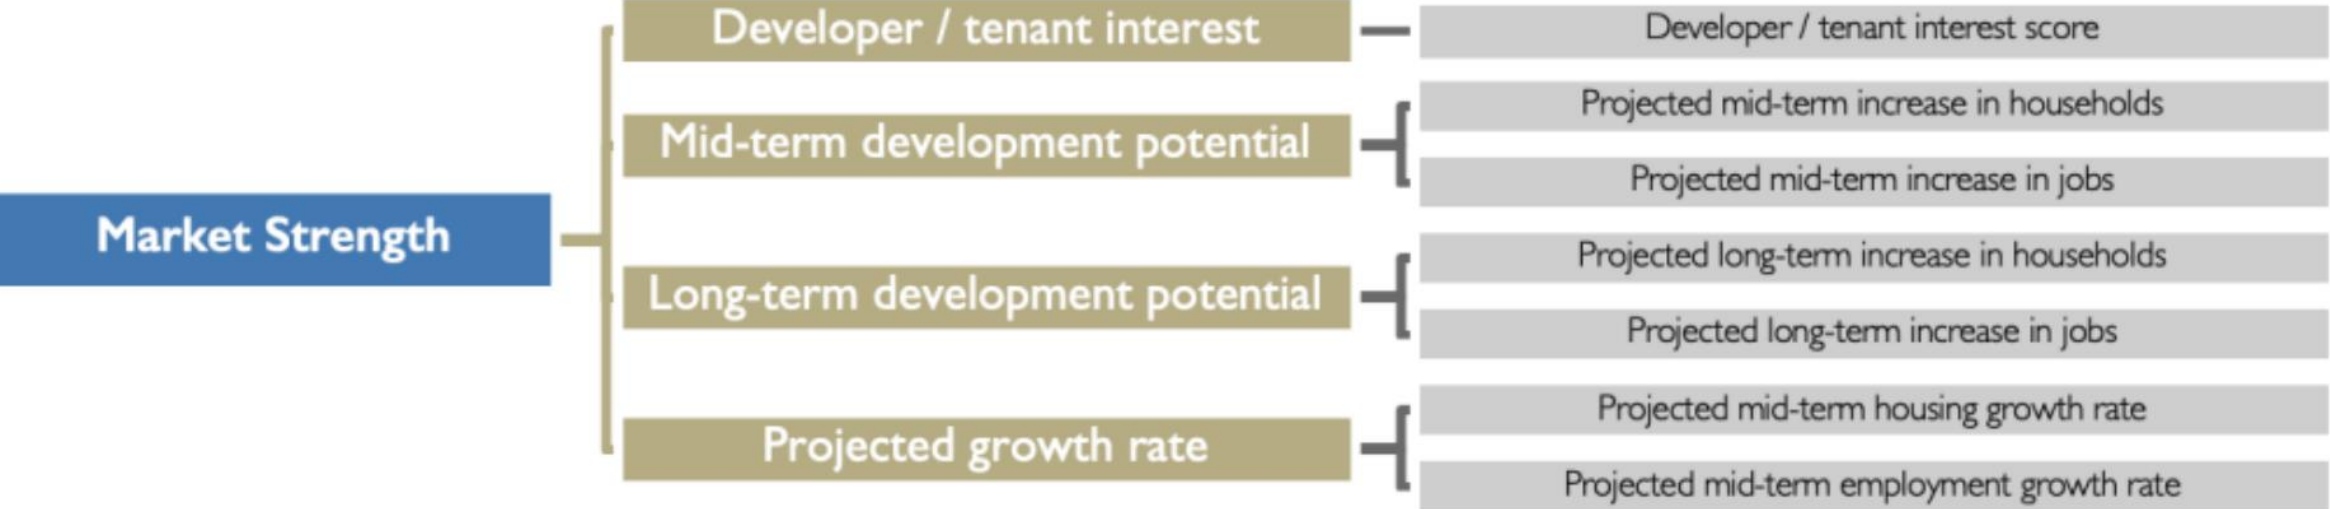 Market Strength
Developer / tenant interest
Developer / tenant interest score
Mid-term development potential
Projected mid-term increase in households
Projected mid-term increase in jobs
Long-term development potential
Projected long-term increase in households
Projected long-term increase in jobs
Projected growth rate
Projected mid-term housing growth rate
Projected mid-term employment growth rate